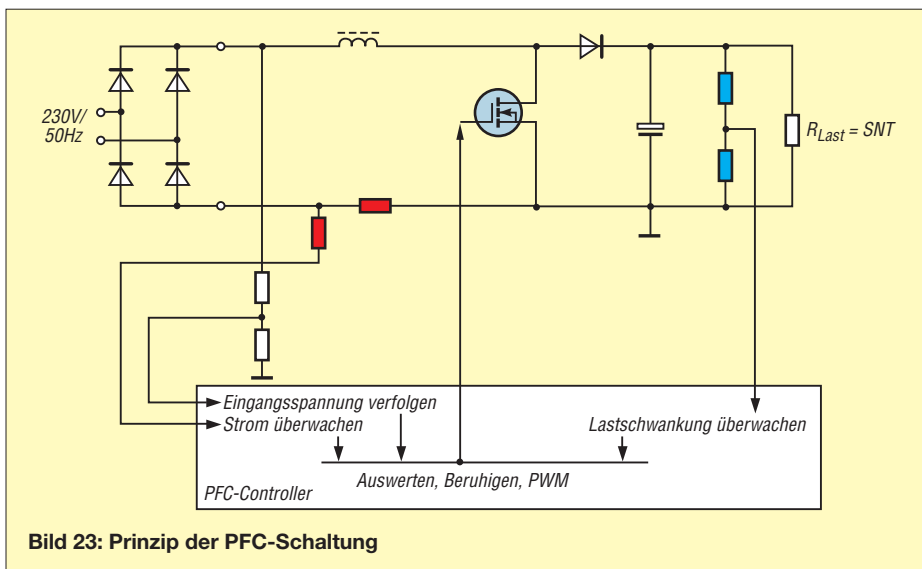 230V/
50Hz
R_Last = SNT
Eingangsspannung verfolgen
Strom überwachen
Lastschwankung überwachen
Auswerten, Beruhigen, PWM
PFC-Controller
Bild 23: Prinzip der PFC-Schaltung